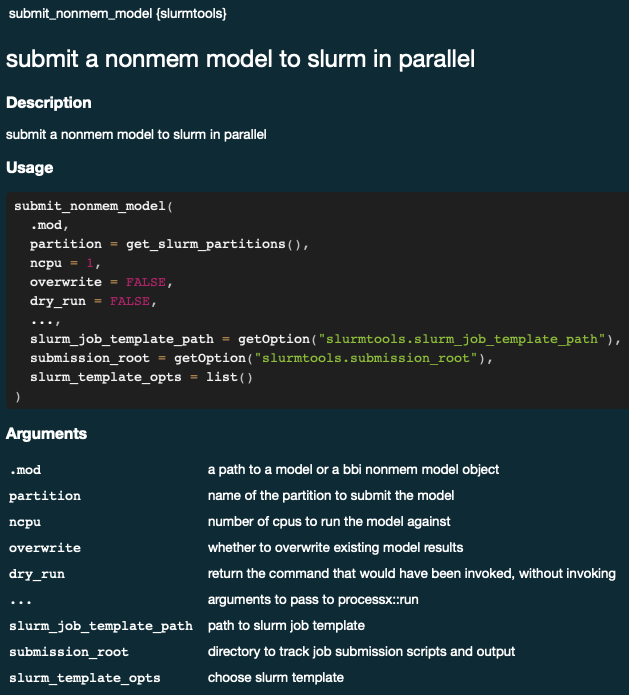 submit_nonmem_model {slurmtools}
submit a nonmem model to slurm in parallel
Description
submit a nonmem model to slurm in parallel
Usage
submit_nonmem_model(
  .mod,
  partition = get_slurm_partitions(),
  ncpu = 1,
  overwrite = FALSE,
  dry_run = FALSE,
  ...,
  slurm_job_template_path = getOption("slurmtools.slurm_job_template_path"),
  submission_root = getOption("slurmtools.submission_root"),
  slurm_template_opts = list()
)
Arguments
.mod a path to a model or a bbi nonmem model object
partition name of the partition to submit the model
ncpu number of cpus to run the model against
overwrite whether to overwrite existing model results
dry_run return the command that would have been invoked, without invoking
... arguments to pass to processx::run
slurm_job_template_path path to slurm job template
submission_root directory to track job submission scripts and output
slurm_template_opts choose slurm template